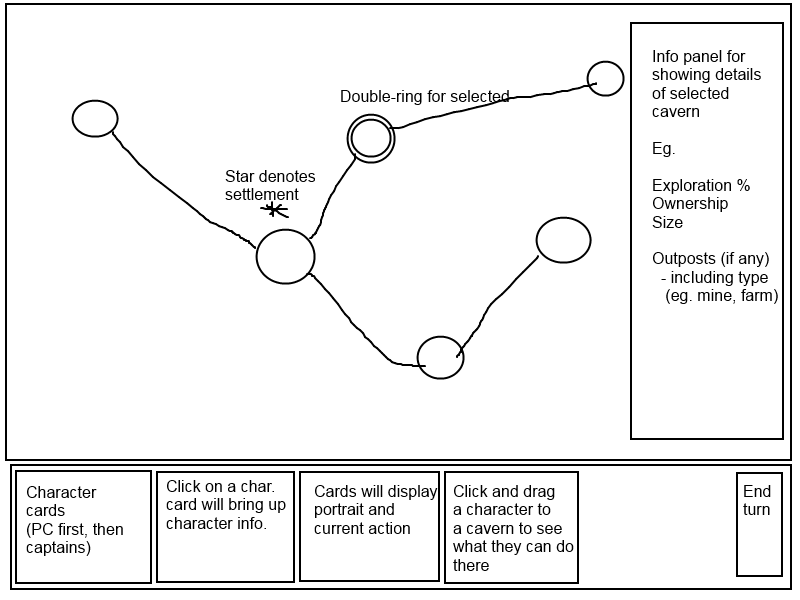 Double-ring for selected
Star denotes
settlement
Info panel for
showing details
of selected
cavern
Eg.
Exploration %
Ownership
Size
Outposts (if any)
- including type
(eg. mine, farm)
Character
cards
(PC first, then
captains)
Click on a char.
card will bring up
character info.
Cards will display
portrait and
current action
Click and drag
a character to
a cavern to see
what they can do
there
End
turn